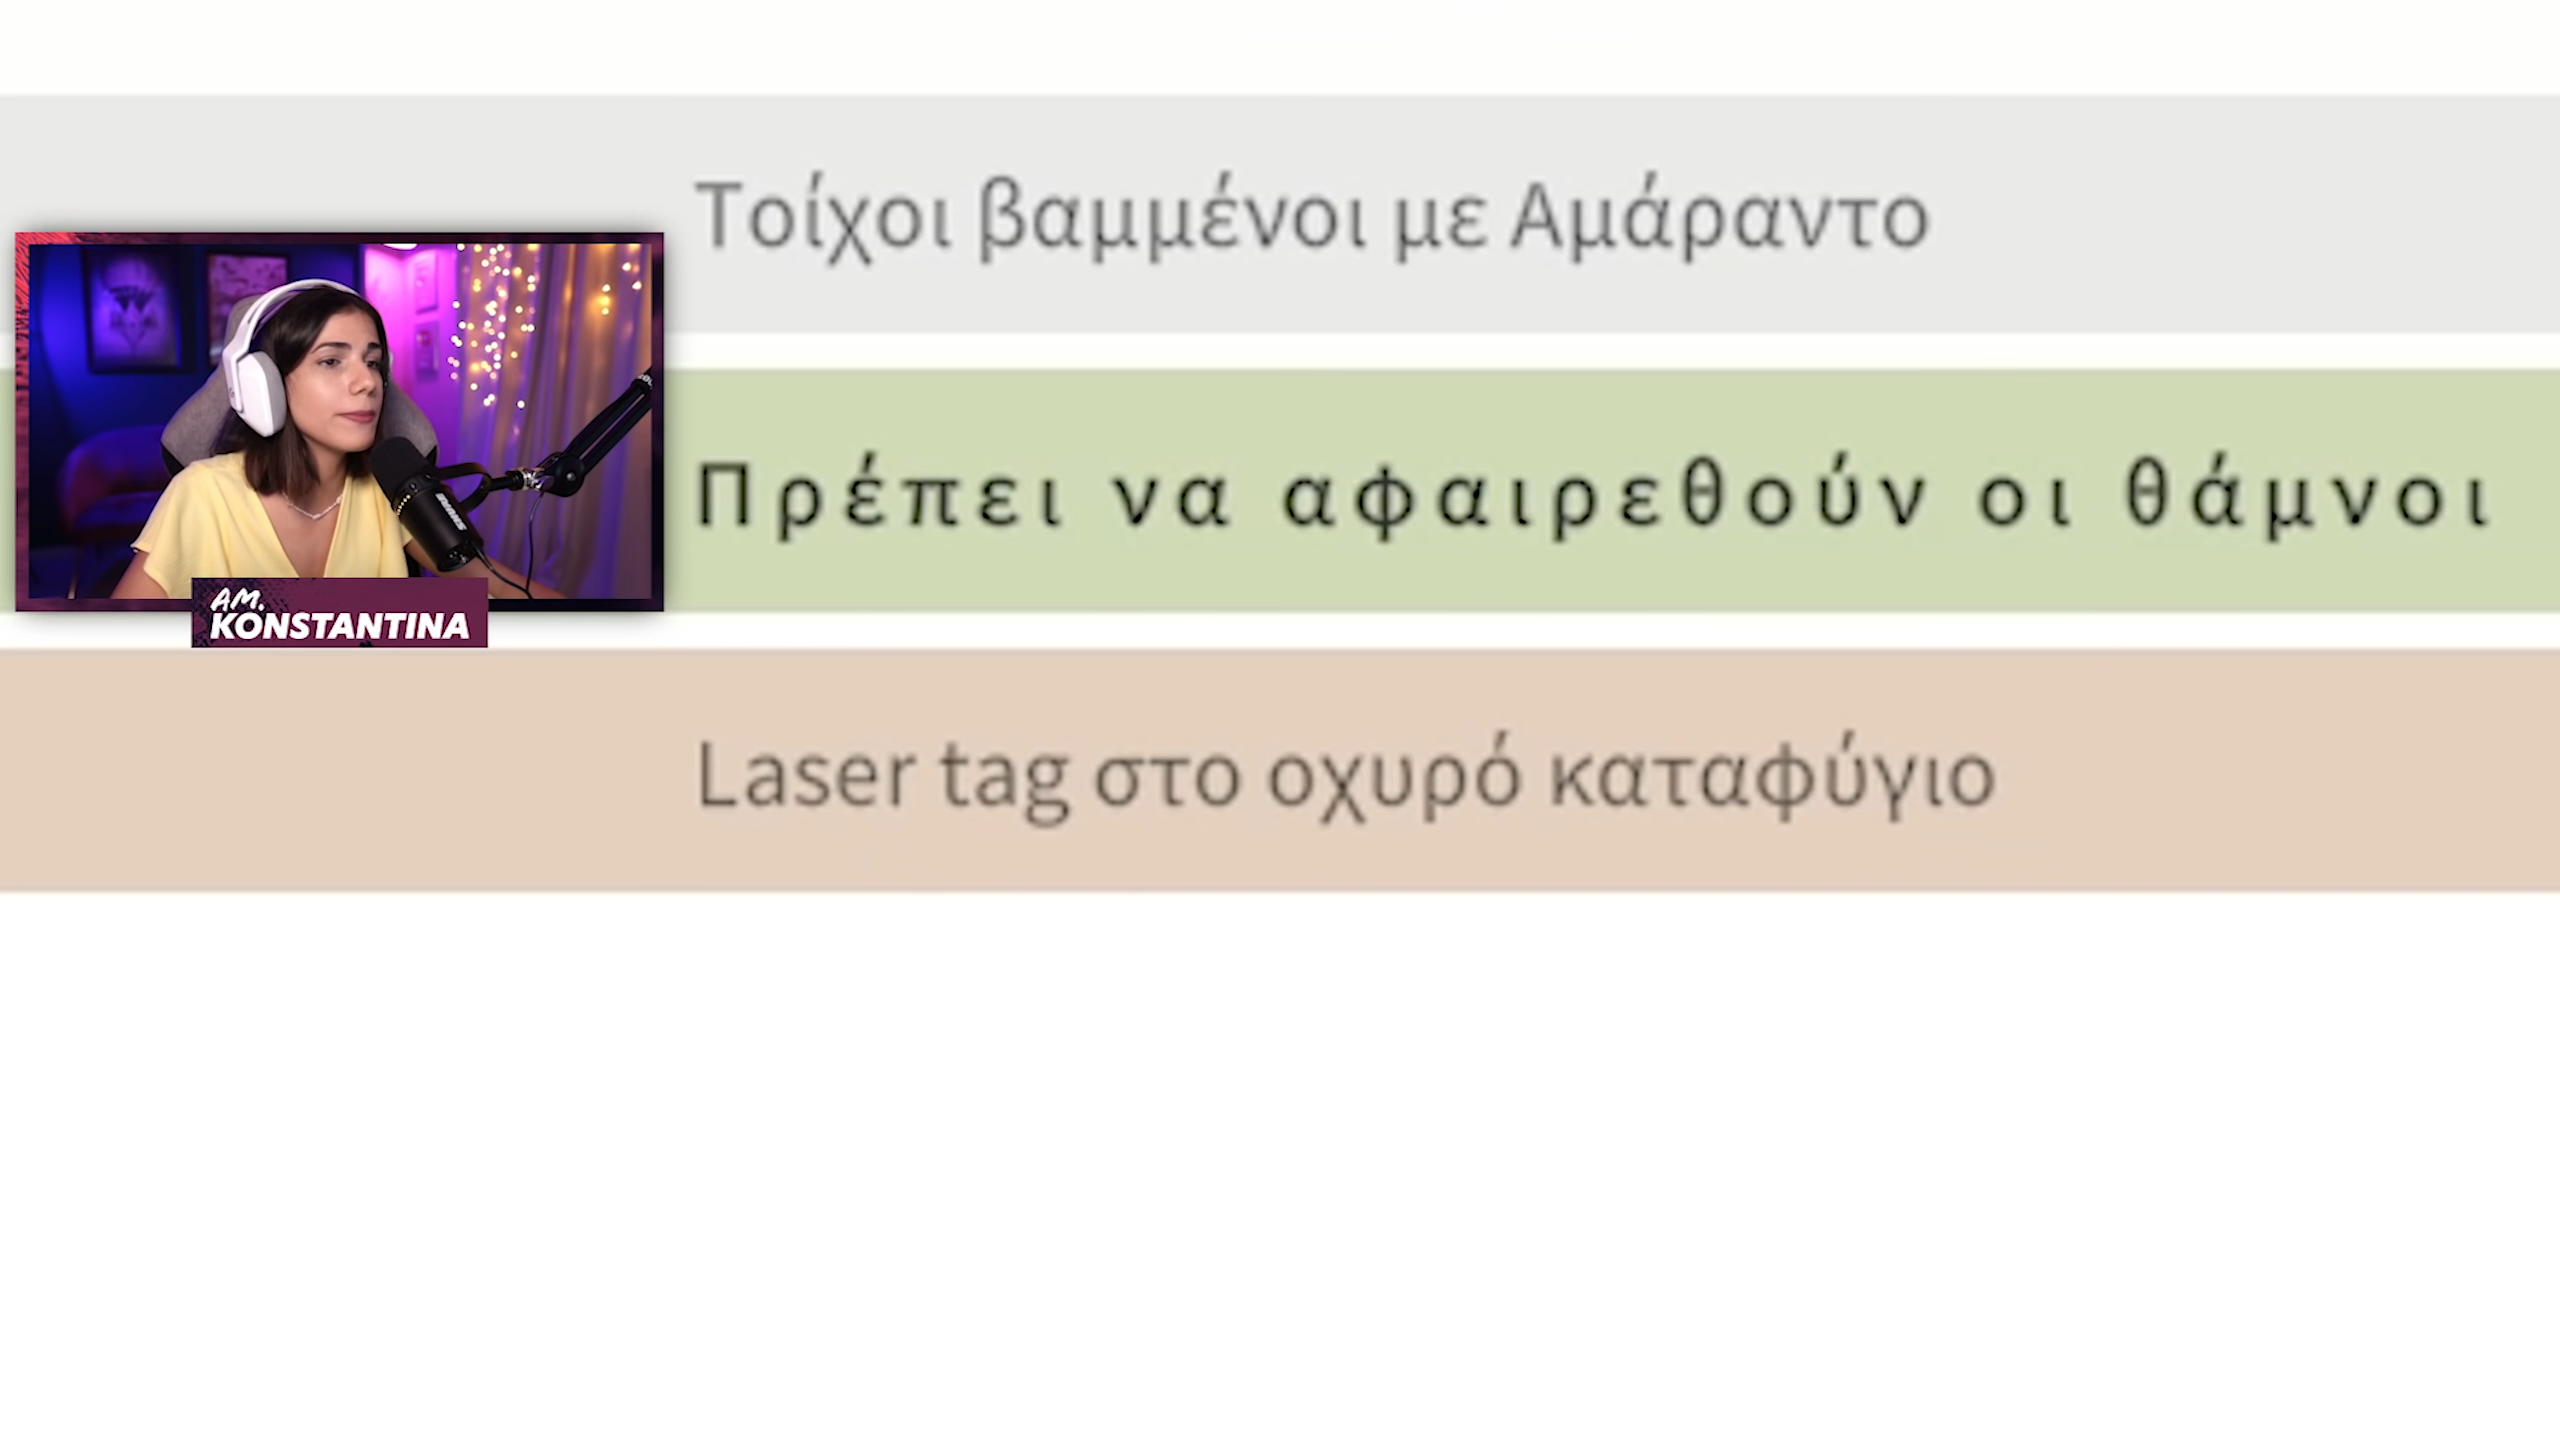 Τοίχοι βαμμένοι με Αμάραντο
Πρέπει να αφαιρεθούν οι θάμνοι
AM.
KONSTANTINA
Laser tag στο οχυρό καταφύγιο